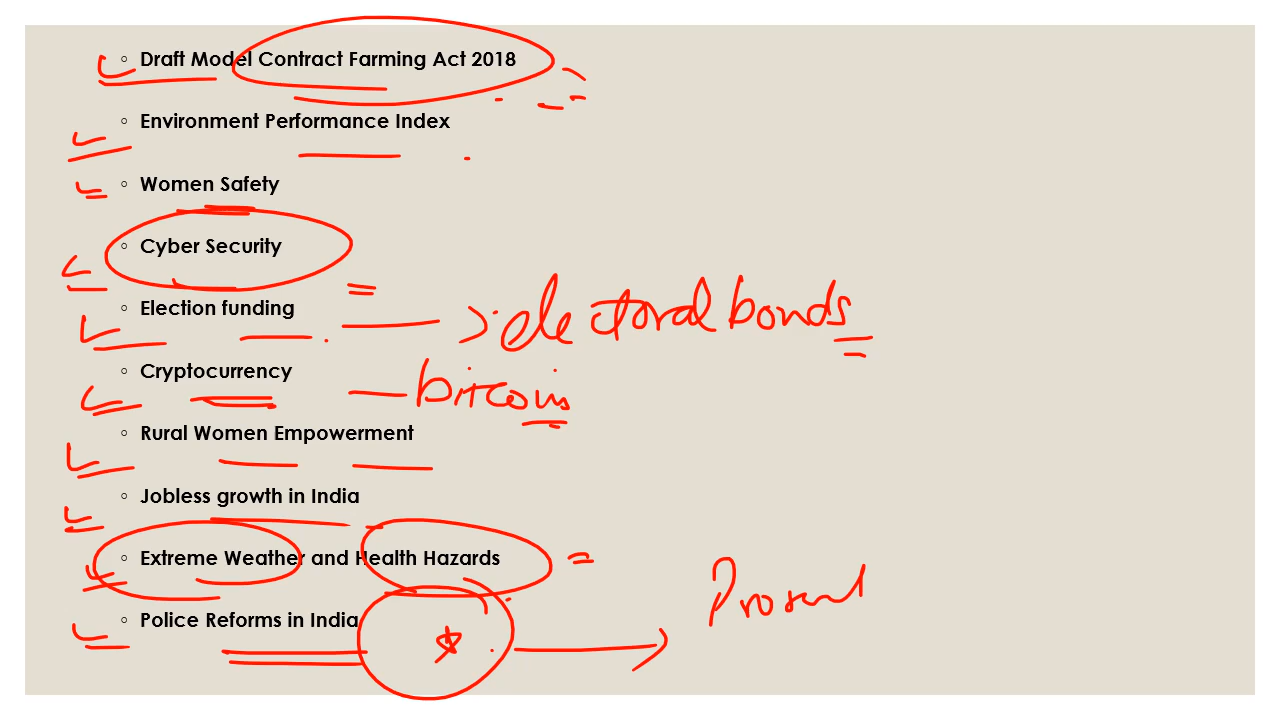 Draft Model Contract Farming Act 2018
Environment Performance Index
Women Safety
Cyber Security
Election funding
electoral bonds
Cryptocurrency
bitcoin
Rural Women Empowerment
Jobless growth in India
Extreme Weather and Health Hazards
Police Reforms in India